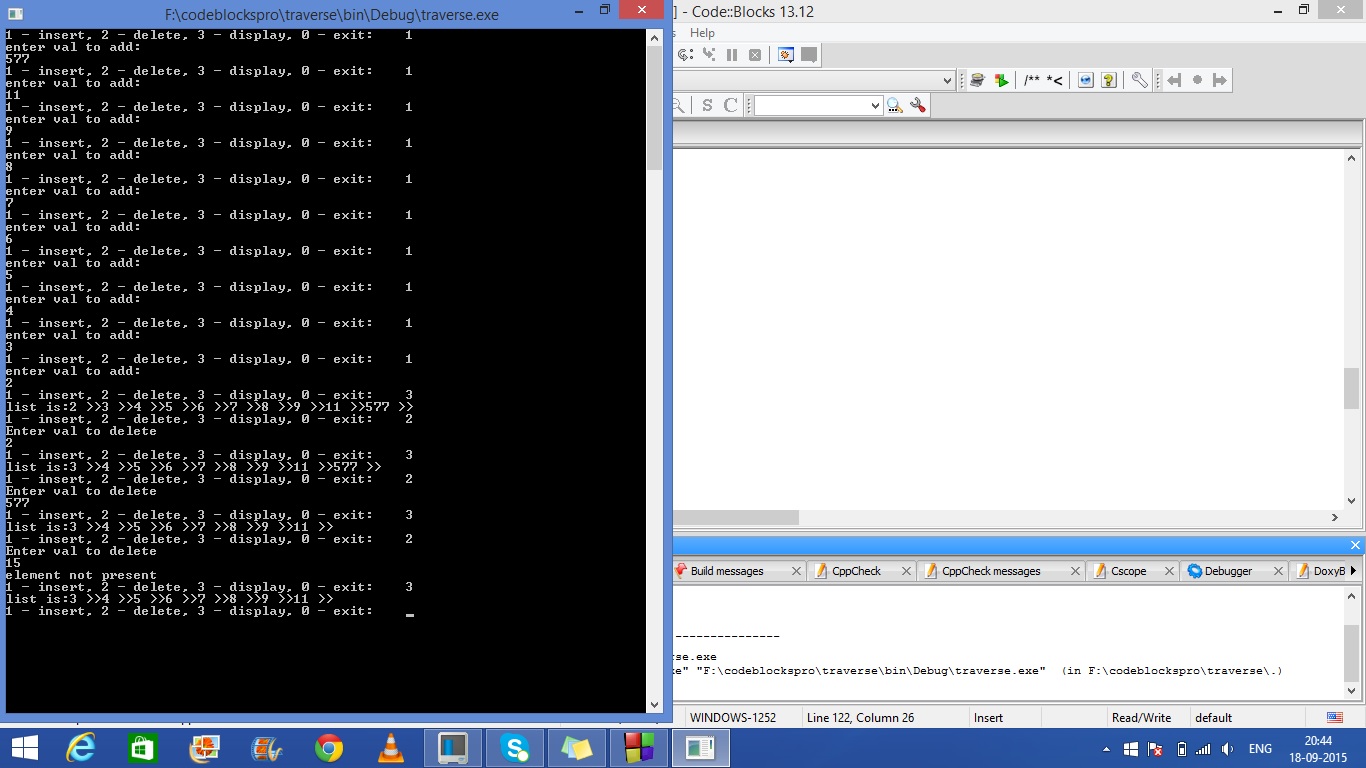 F:\codeblockspro\traverse\bin\Debug\traverse.exe
1 - insert, 2 - delete, 3 - display, 0 - exit:    1
enter val to add:
577
1 - insert, 2 - delete, 3 - display, 0 - exit:    1
enter val to add:
11
1 - insert, 2 - delete, 3 - display, 0 - exit:    1
enter val to add:
9
1 - insert, 2 - delete, 3 - display, 0 - exit:    1
enter val to add:
8
1 - insert, 2 - delete, 3 - display, 0 - exit:    1
enter val to add:
7
1 - insert, 2 - delete, 3 - display, 0 - exit:    1
enter val to add:
6
1 - insert, 2 - delete, 3 - display, 0 - exit:    1
enter val to add:
5
1 - insert, 2 - delete, 3 - display, 0 - exit:    1
enter val to add:
4
1 - insert, 2 - delete, 3 - display, 0 - exit:    1
enter val to add:
3
1 - insert, 2 - delete, 3 - display, 0 - exit:    1
enter val to add:
2
1 - insert, 2 - delete, 3 - display, 0 - exit:    3
list is:2 >>3 >>4 >>5 >>6 >>7 >>8 >>9 >>11 >>577 >>
1 - insert, 2 - delete, 3 - display, 0 - exit:    2
Enter val to delete
2
1 - insert, 2 - delete, 3 - display, 0 - exit:    3
list is:3 >>4 >>5 >>6 >>7 >>8 >>9 >>11 >>577 >>
1 - insert, 2 - delete, 3 - display, 0 - exit:    2
Enter val to delete
577
1 - insert, 2 - delete, 3 - display, 0 - exit:    3
list is:3 >>4 >>5 >>6 >>7 >>8 >>9 >>11 >>
1 - insert, 2 - delete, 3 - display, 0 - exit:    2
Enter val to delete
15
element not present
1 - insert, 2 - delete, 3 - display, 0 - exit:    3
list is:3 >>4 >>5 >>6 >>7 >>8 >>9 >>11 >>
1 - insert, 2 - delete, 3 - display, 0 - exit:    _
] - Code::Blocks 13.12
s Help
/** *<
S C
Build messages CppCheck CppCheck messages Cscope Debugger DoxyB
---------------
rse.exe
xe" "F:\codeblockspro\traverse\bin\Debug\traverse.exe"  (in F:\codeblockspro\traverse\.)
WINDOWS-1252 Line 122, Column 26 Insert Read/Write default
ENG 20:44
18-09-2015